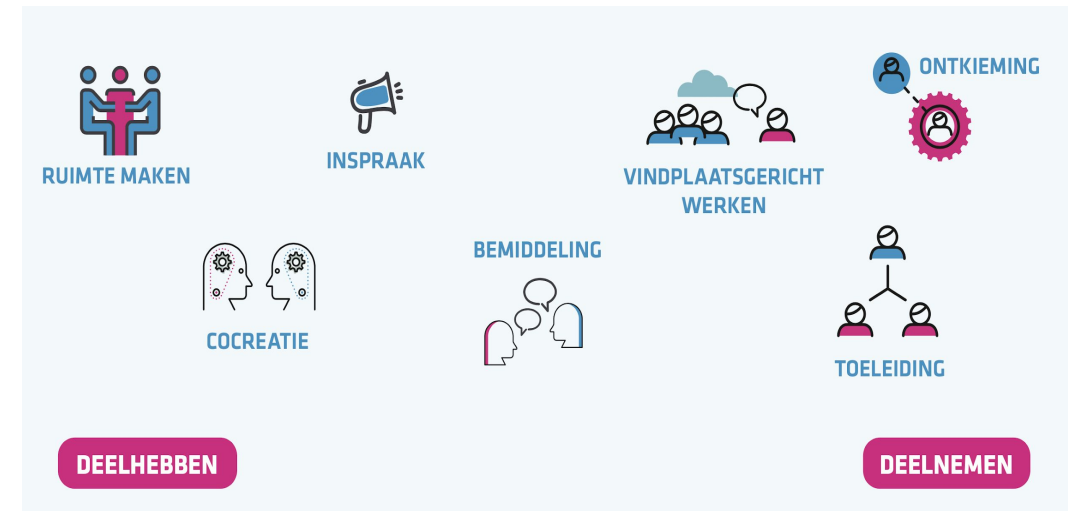 ONTKIEMING
INSPRAAK
RUIMTE MAKEN
VINDPLAATSGERICHT
WERKEN
BEMIDDELING
COCREATIE
TOELEIDING
DEELHEBBEN
DEELNEMEN